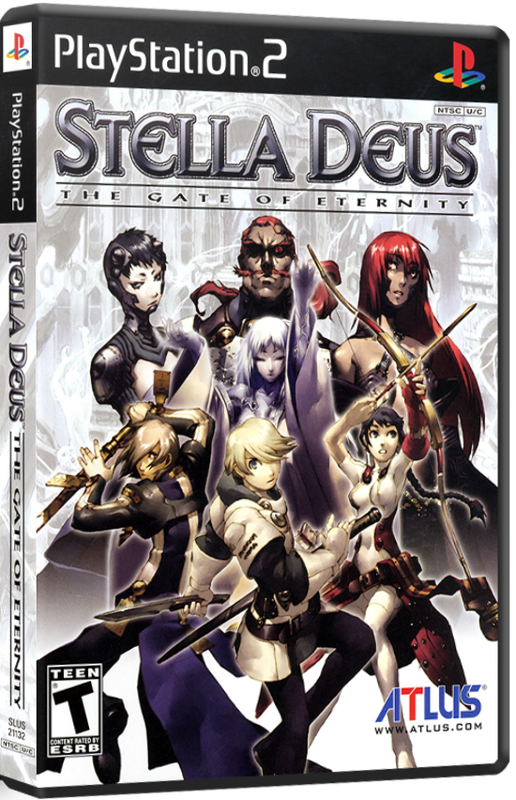 PlayStation®2
NTSC U/C
STELLA DEUS™
THE GATE OF ETERNITY
TEEN
T
CONTENT RATED BY
ESRB
ATLUS®
WWW.ATLUS.COM
PlayStation®2
STELLA DEUS THE GATE OF ETERNITY
SLUS
21132
NTSC U/C